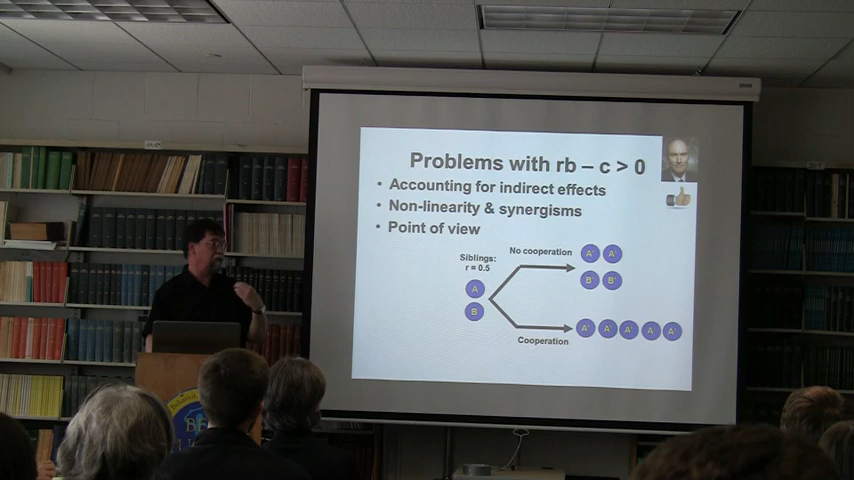 Problems with rb – c > 0
• Accounting for indirect effects
• Non-linearity & synergisms
• Point of view
Siblings:
r = 0.5
No cooperation
A' A'
A
B' B'
B
A' A' A' A' A'
Cooperation